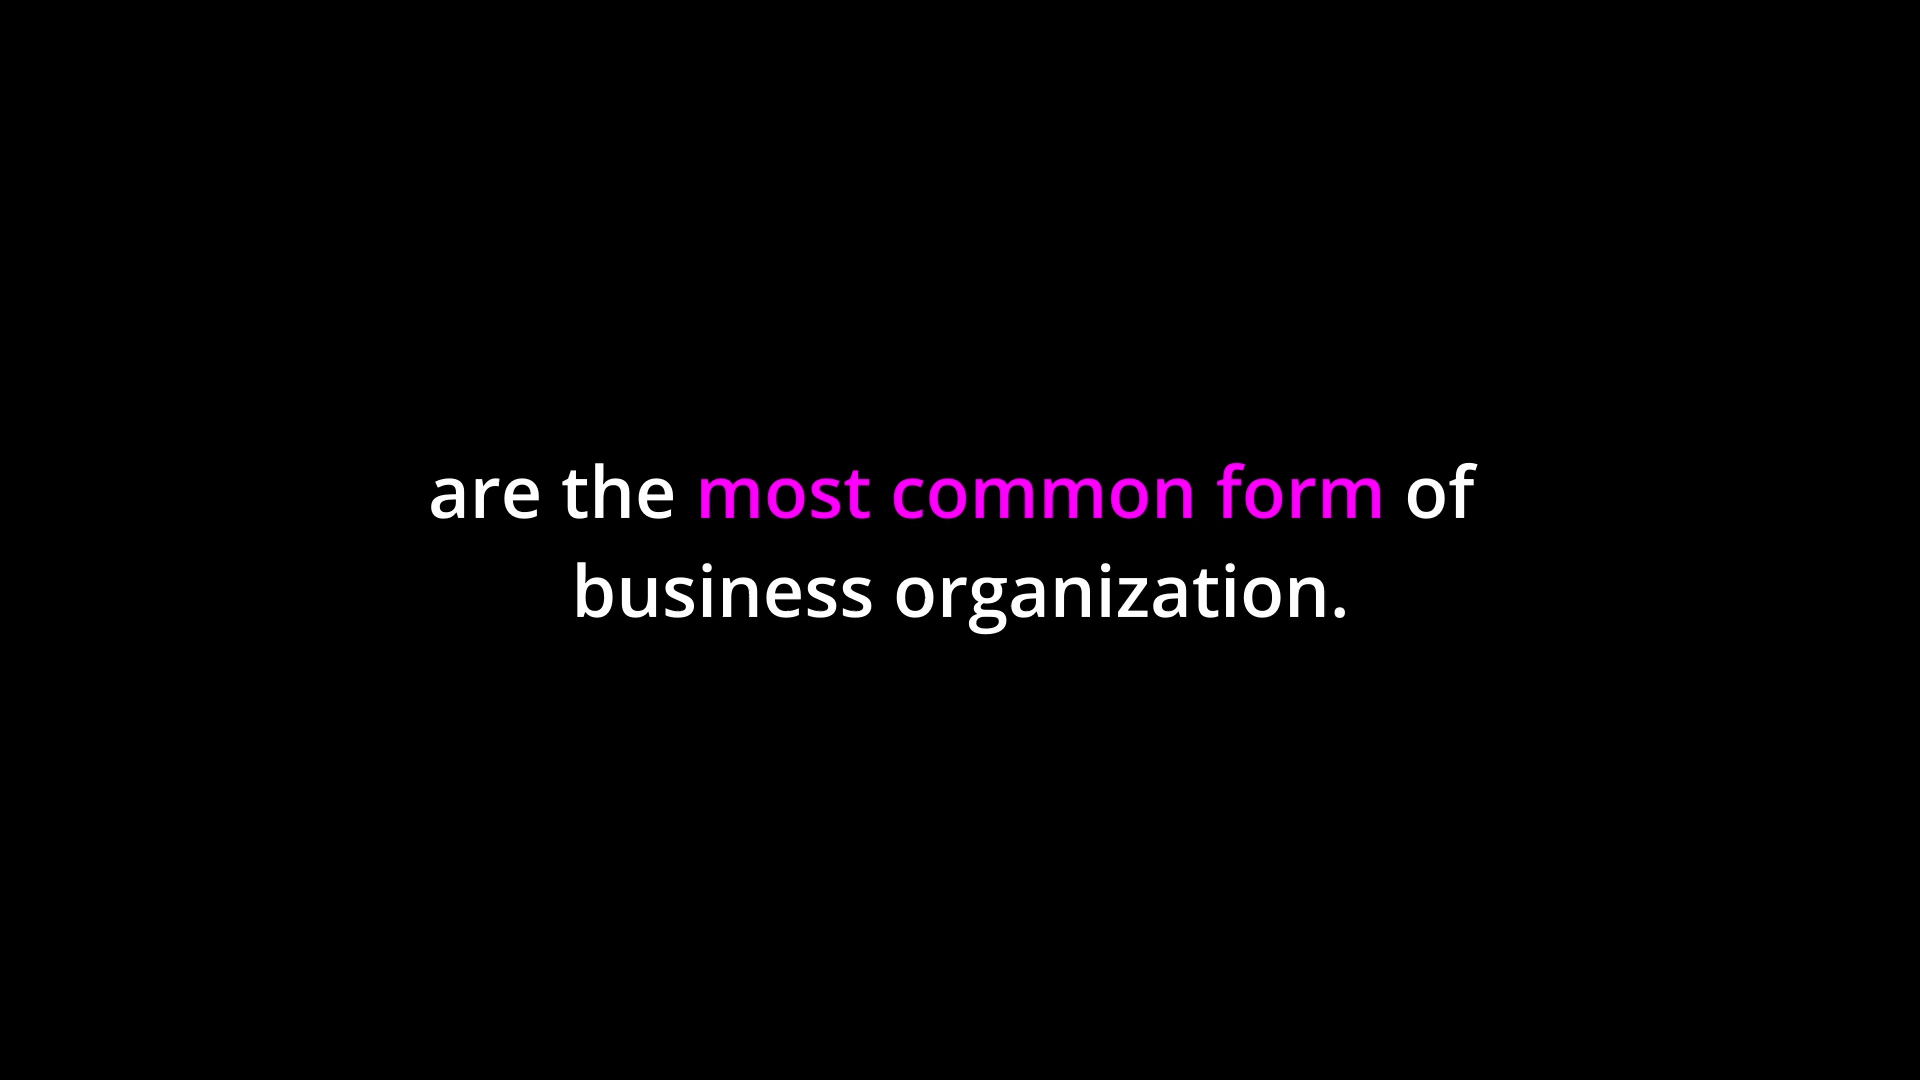 are the most common form of
business organization.